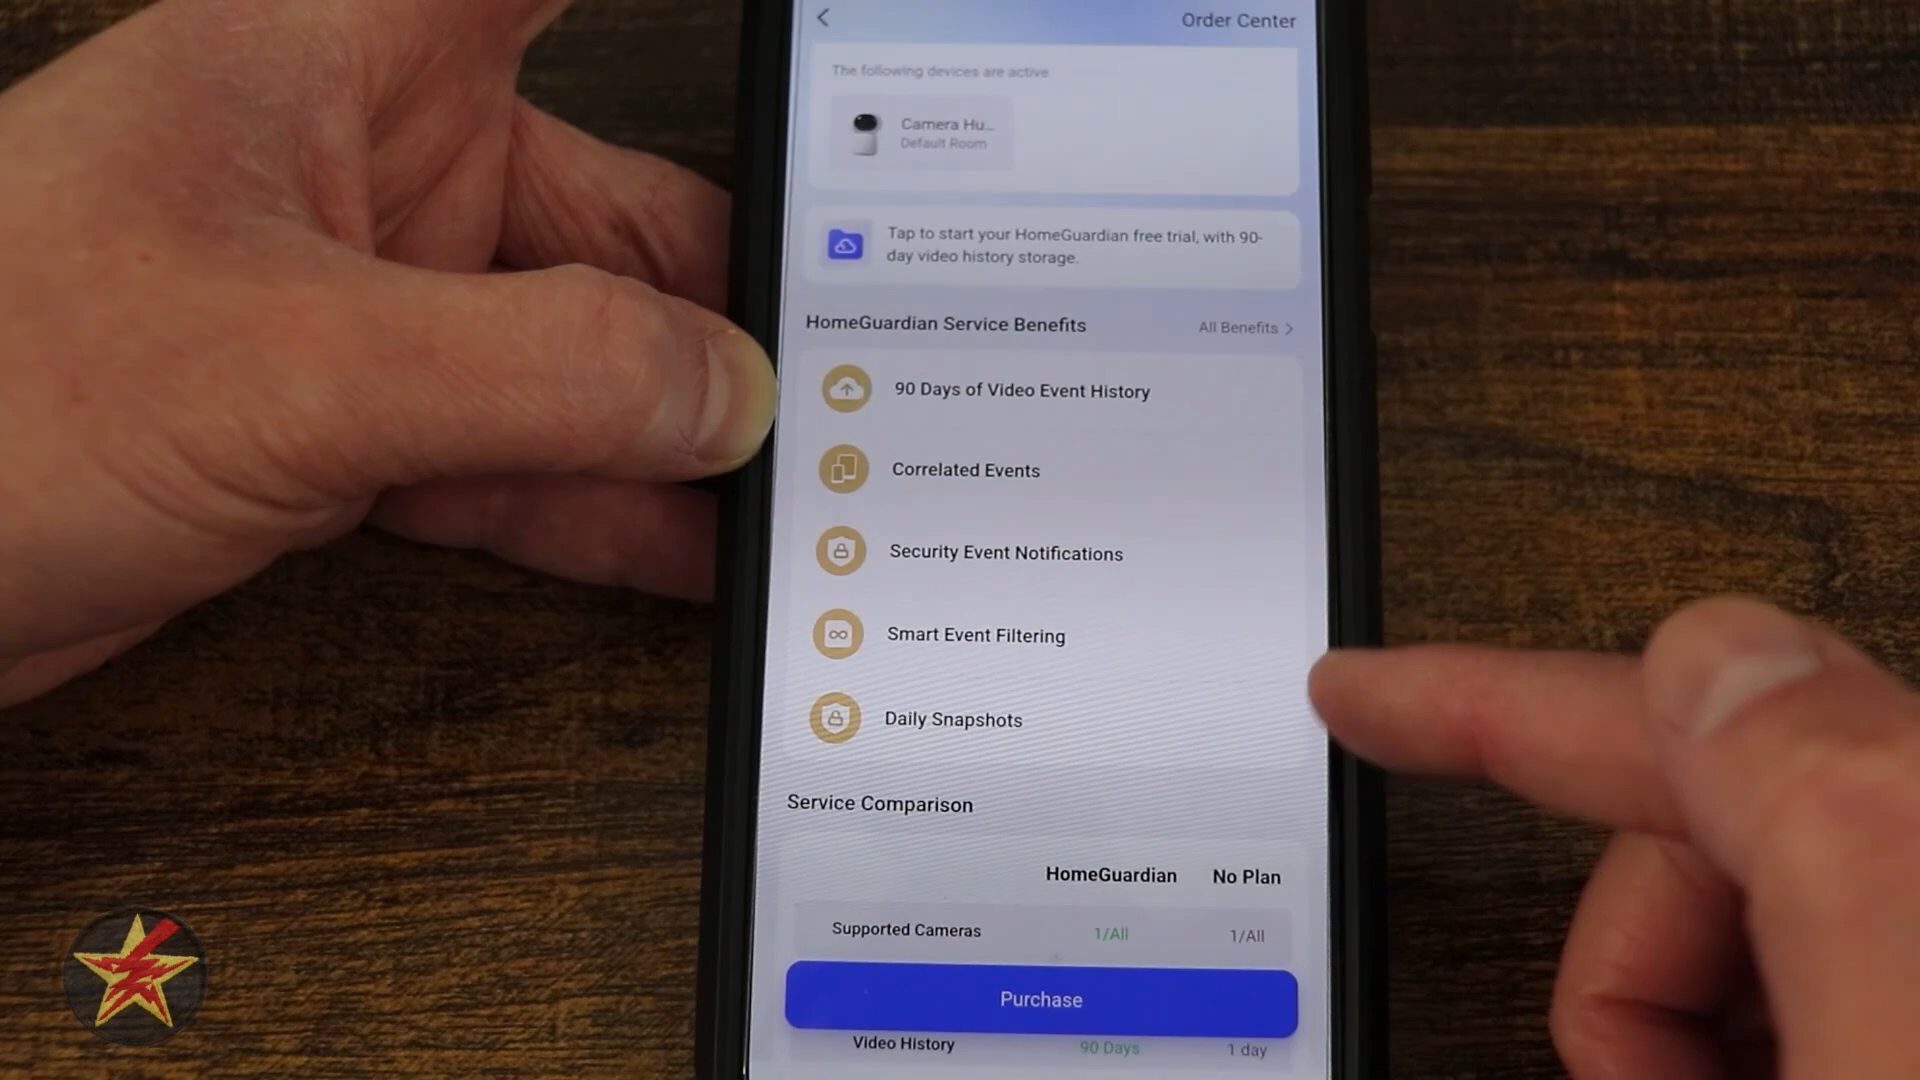 Order Center
The following devices are active
Camera Hu...
Default Room
Tap to start your HomeGuardian free trial, with 90-
day video history storage.
HomeGuardian Service Benefits
All Benefits >
90 Days of Video Event History
Correlated Events
Security Event Notifications
Smart Event Filtering
Daily Snapshots
Service Comparison
HomeGuardian No Plan
Supported Cameras 1/All 1/All
Purchase
Video History 90 Days 1 day